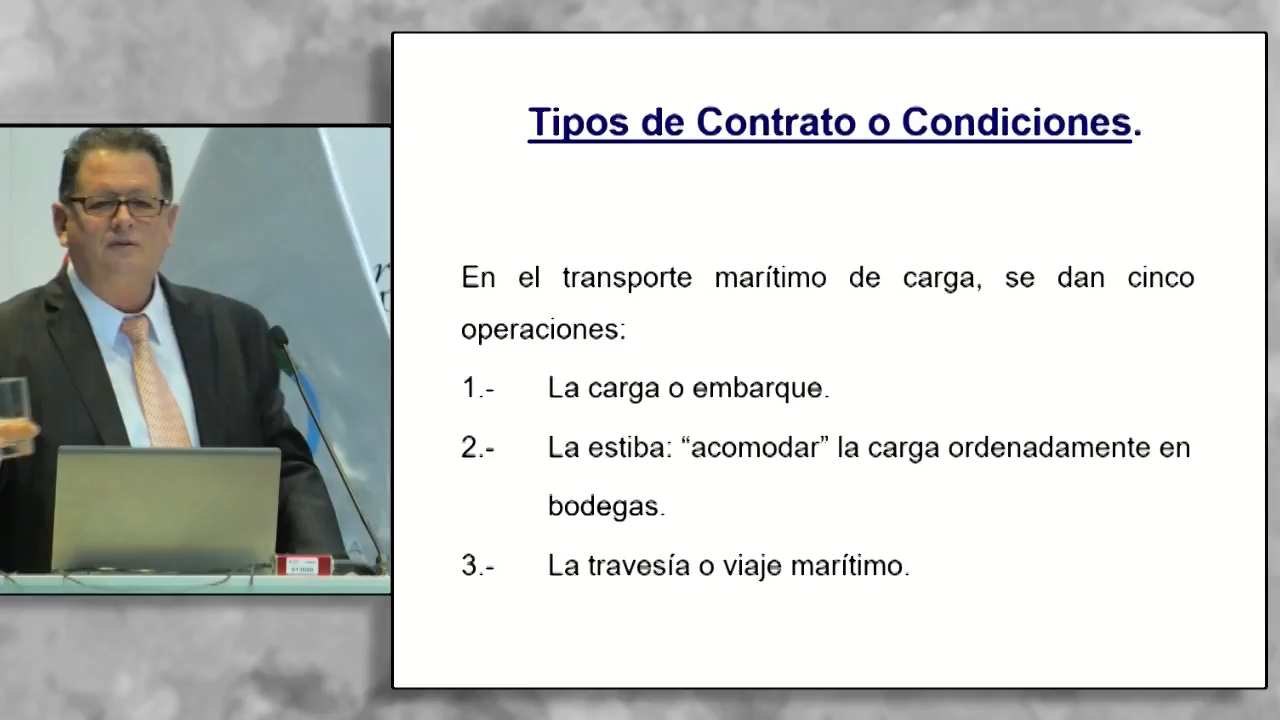 Tipos de Contrato o Condiciones.
En el transporte marítimo de carga, se dan cinco
operaciones:
1.- La carga o embarque.
2.- La estiba: “acomodar” la carga ordenadamente en
bodegas.
3.- La travesía o viaje marítimo.